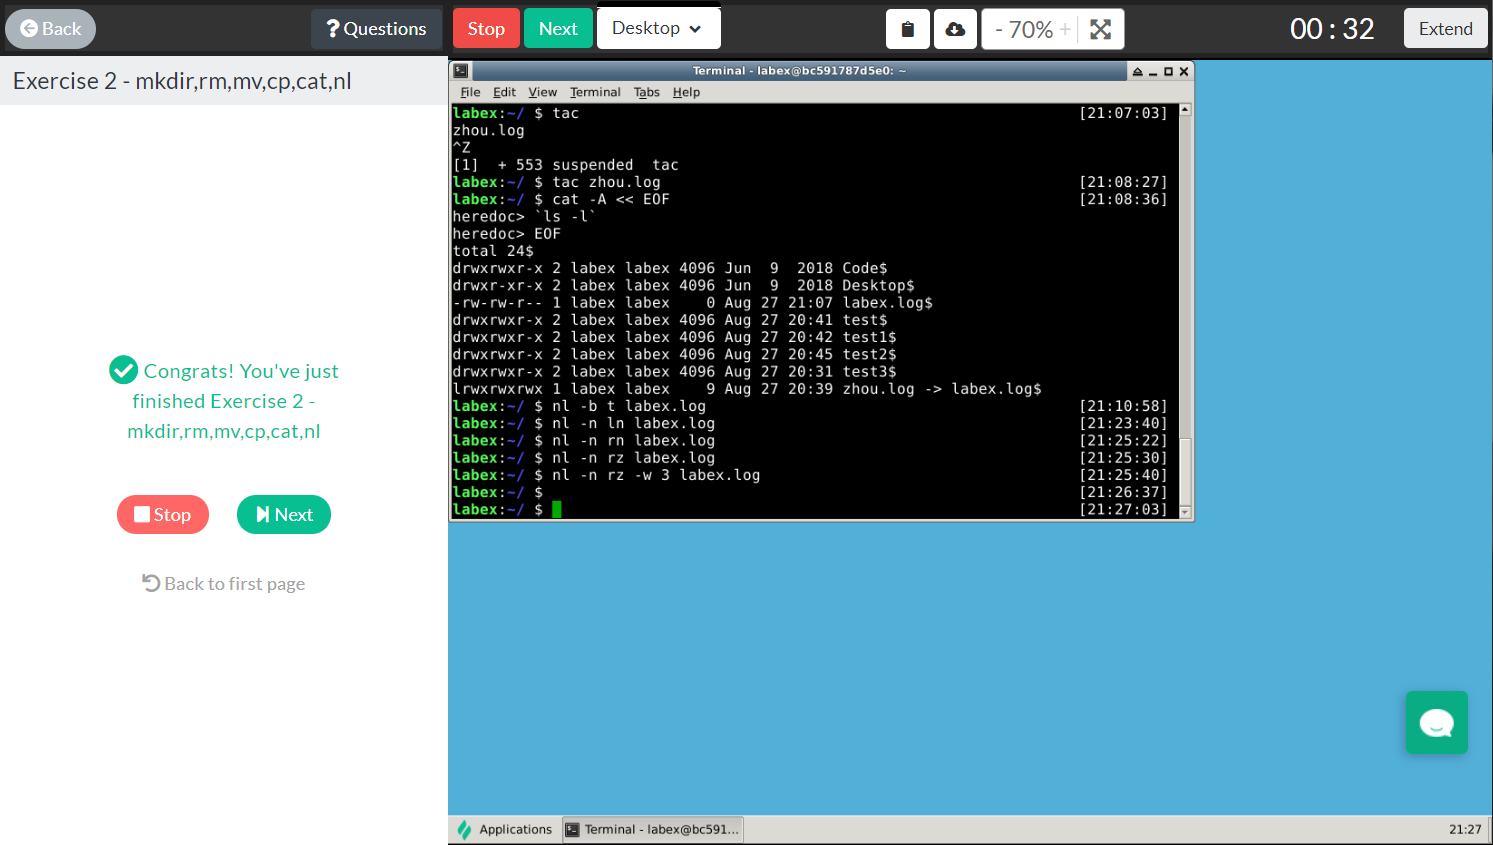 Back
? Questions
Stop
Next
Desktop
- 70% +
00 : 32
Extend
Exercise 2 - mkdir,rm,mv,cp,cat,nl
Congrats! You've just
finished Exercise 2 -
mkdir,rm,mv,cp,cat,nl
Stop
Next
Back to first page
Terminal - labex@bc591787d5e0: ~
File Edit View Terminal Tabs Help
labex:~/ $ tac [21:07:03]
zhou.log
^Z
[1]  + 553 suspended  tac
labex:~/ $ tac zhou.log [21:08:27]
labex:~/ $ cat -A << EOF [21:08:36]
heredoc> `ls -l`
heredoc> EOF
total 24$
drwxrwxr-x 2 labex labex 4096 Jun  9  2018 Code$
drwxr-xr-x 2 labex labex 4096 Jun  9  2018 Desktop$
-rw-rw-r-- 1 labex labex    0 Aug 27 21:07 labex.log$
drwxrwxr-x 2 labex labex 4096 Aug 27 20:41 test$
drwxrwxr-x 2 labex labex 4096 Aug 27 20:42 test1$
drwxrwxr-x 2 labex labex 4096 Aug 27 20:45 test2$
drwxrwxr-x 2 labex labex 4096 Aug 27 20:31 test3$
lrwxrwxrwx 1 labex labex    9 Aug 27 20:39 zhou.log -> labex.log$
labex:~/ $ nl -b t labex.log [21:10:58]
labex:~/ $ nl -n ln labex.log [21:23:40]
labex:~/ $ nl -n rn labex.log [21:25:22]
labex:~/ $ nl -n rz labex.log [21:25:30]
labex:~/ $ nl -n rz -w 3 labex.log [21:25:40]
labex:~/ $ [21:26:37]
labex:~/ $ [21:27:03]
Applications
Terminal - labex@bc591...
21:27